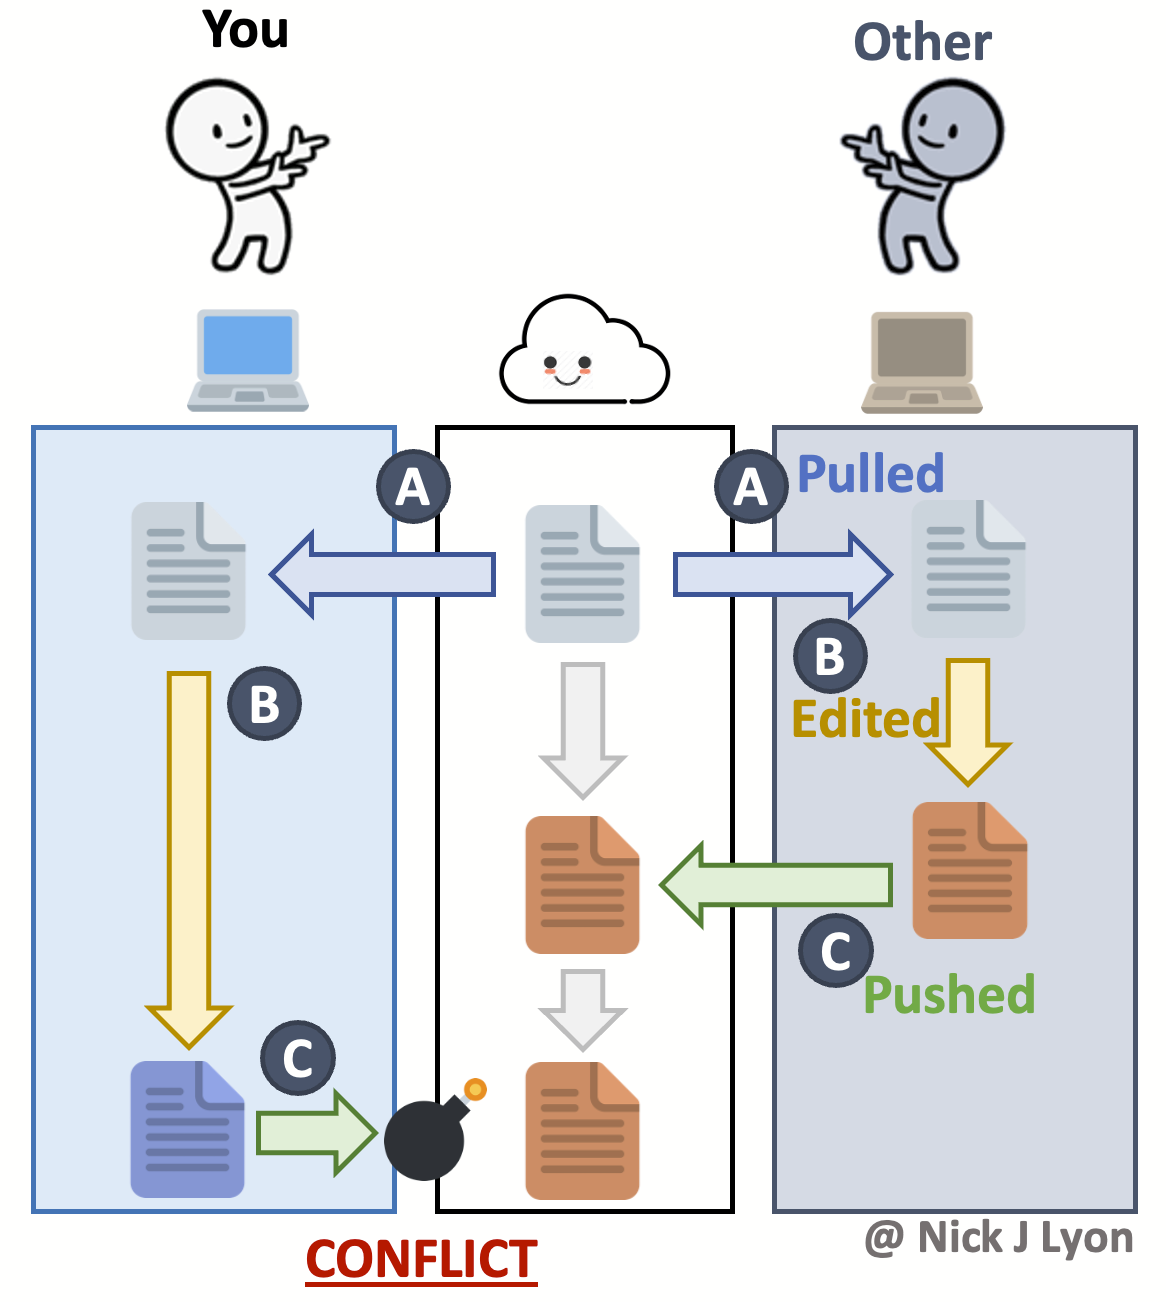 You
Other
A
A
Pulled
B
B
Edited
C
Pushed
C
CONFLICT
@ Nick J Lyon